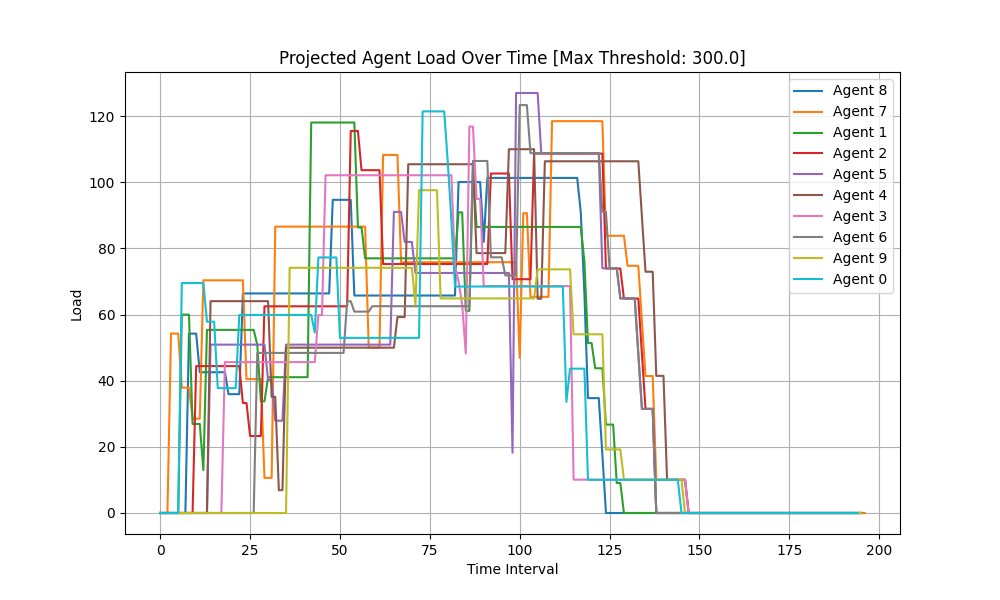 Projected Agent Load Over Time [Max Threshold: 300.0]
Load
120
100
80
60
40
20
0
0 25 50 75 100 125 150 175 200
Time Interval
Agent 8
Agent 7
Agent 1
Agent 2
Agent 5
Agent 4
Agent 3
Agent 6
Agent 9
Agent 0